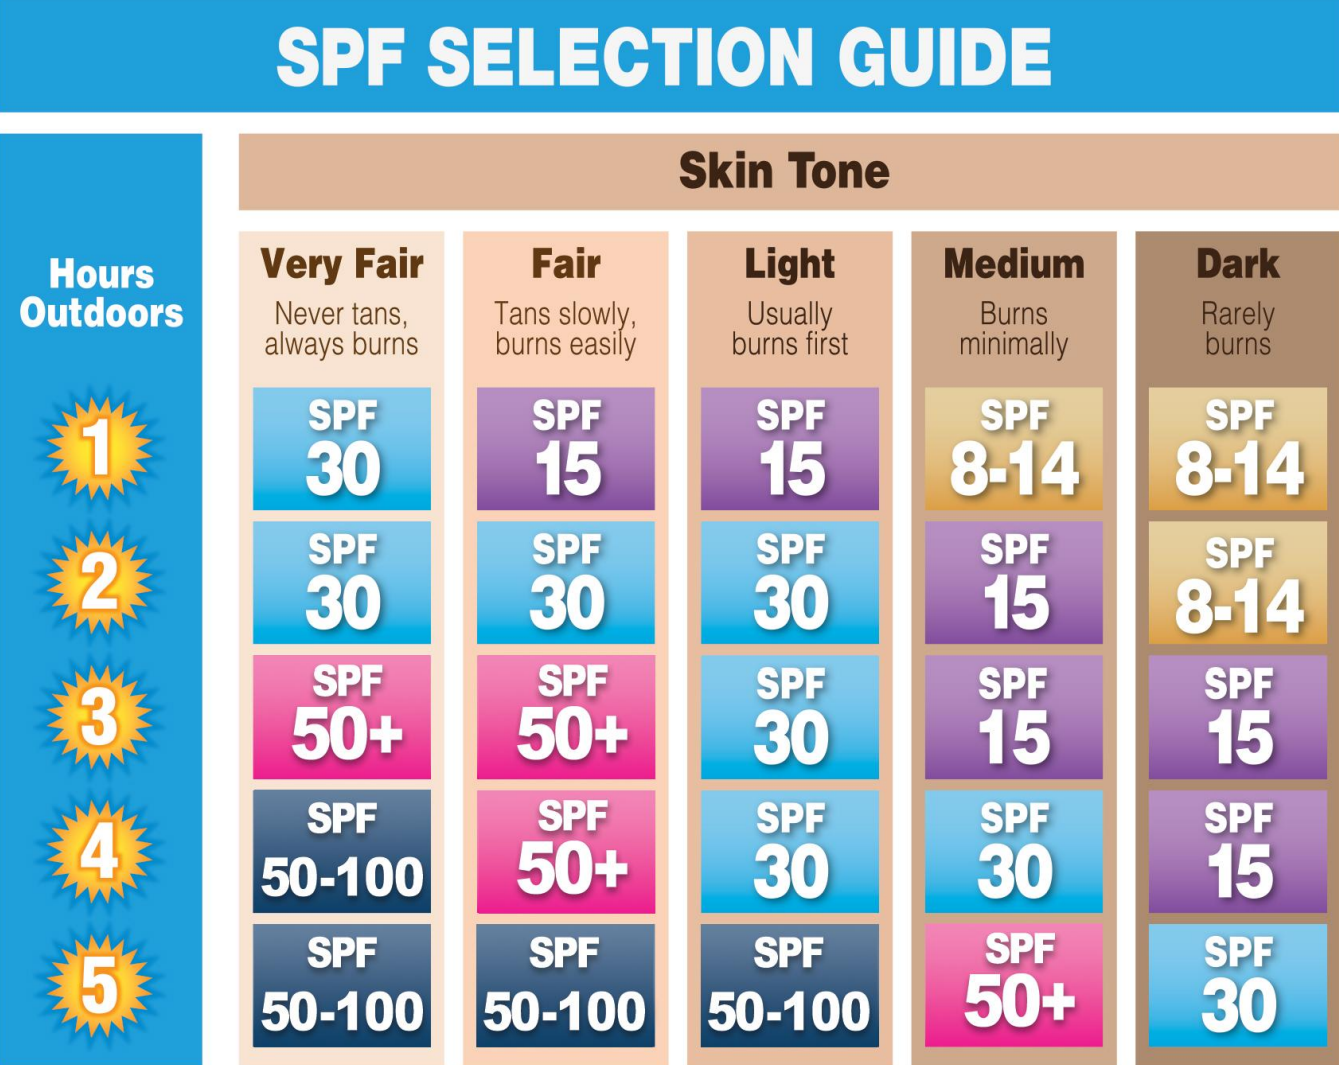 SPF SELECTION GUIDE
Skin Tone
Hours
Outdoors
Very Fair
Never tans,
always burns
Fair
Tans slowly,
burns easily
Light
Usually
burns first
Medium
Burns
minimally
Dark
Rarely
burns
1
SPF
30
SPF
15
SPF
15
SPF
8-14
SPF
8-14
2
SPF
30
SPF
30
SPF
30
SPF
15
SPF
8-14
3
SPF
50+
SPF
50+
SPF
30
SPF
15
SPF
15
4
SPF
50-100
SPF
50+
SPF
30
SPF
30
SPF
15
5
SPF
50-100
SPF
50-100
SPF
50-100
SPF
50+
SPF
30